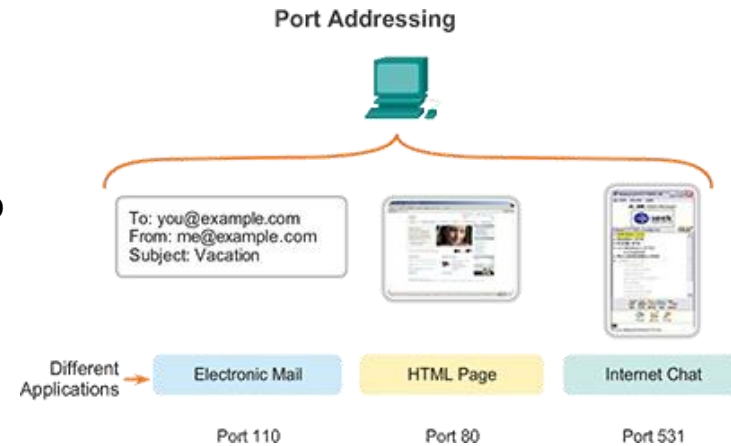 Port Addressing
To: you@example.com
From: me@example.com
Subject: Vacation
seek
Different
Applications
Electronic Mail
HTML Page
Internet Chat
Port 110
Port 80
Port 531